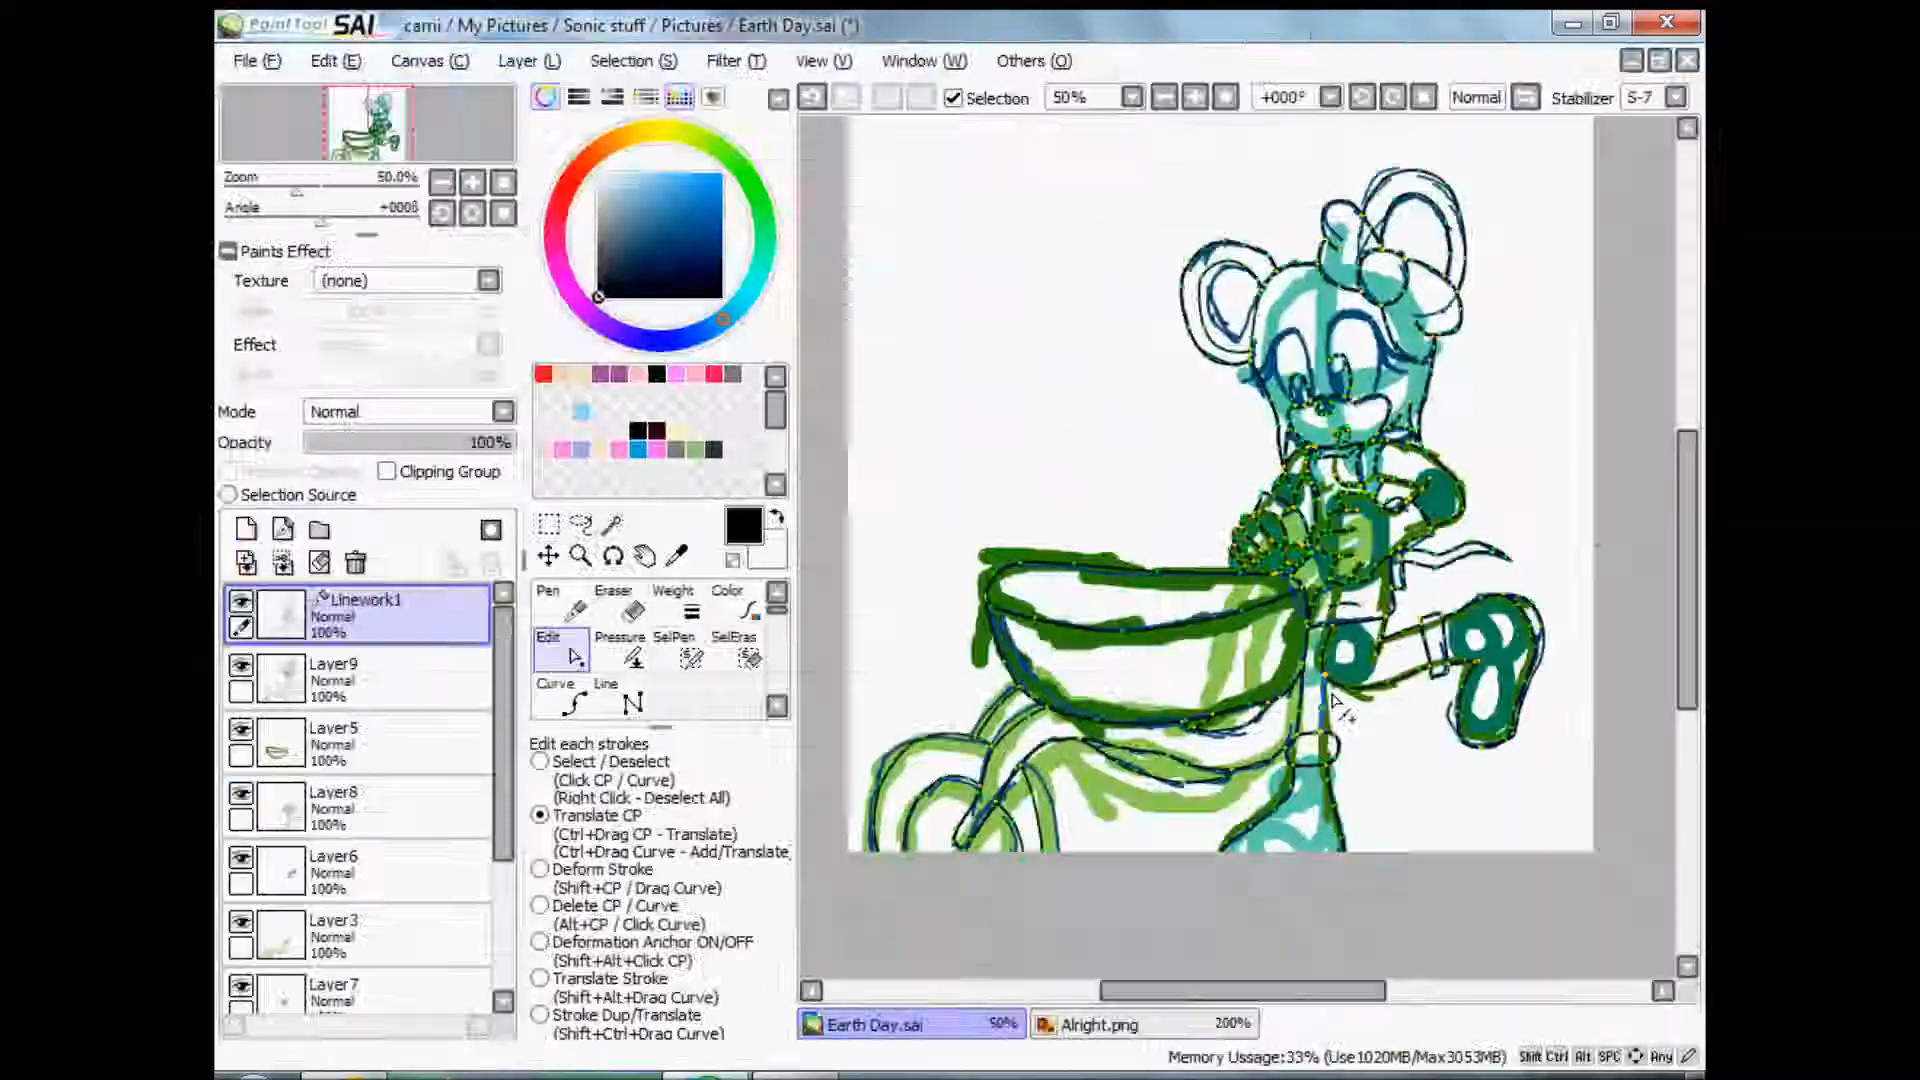 PaintTool SAI cami / My Pictures / Sonic stuff / Pictures / Earth Day.sai (*)
File (F) Edit (E) Canvas (C) Layer (L) Selection (S) Filter (T) View (V) Window (W) Others (O)
Selection 50% +000° Normal Stabilizer S-7
Zoom 50.0%
Angle +000°
Paints Effect
Texture (none)
Effect
Mode Normal
Opacity 100%
Clipping Group
Selection Source
Linework1
Normal
100%
Layer9
Normal
100%
Layer5
Normal
100%
Layer8
Normal
100%
Layer6
Normal
100%
Layer3
Normal
100%
Layer7
Normal
Pen Eraser Weight Color
Edit Pressure SelPen SelEras
Curve Line
Edit each strokes
Select / Deselect
(Click CP / Curve)
(Right Click - Deselect All)
Translate CP
(Ctrl+Drag CP - Translate)
(Ctrl+Drag Curve - Add/Translate
Deform Stroke
(Shift+CP / Drag Curve)
Delete CP / Curve
(Alt+CP / Click Curve)
Deformation Anchor ON/OFF
(Shift+Alt+Click CP)
Translate Stroke
(Shift+Alt+Drag Curve)
Stroke Dup/Translate
(Shift+Ctrl+Drag Curve)
Earth Day.sai 50% Alright.png 200%
Memory Ussage:33% (Use1020MB/Max3053MB) Shift Ctrl Alt SPC Any